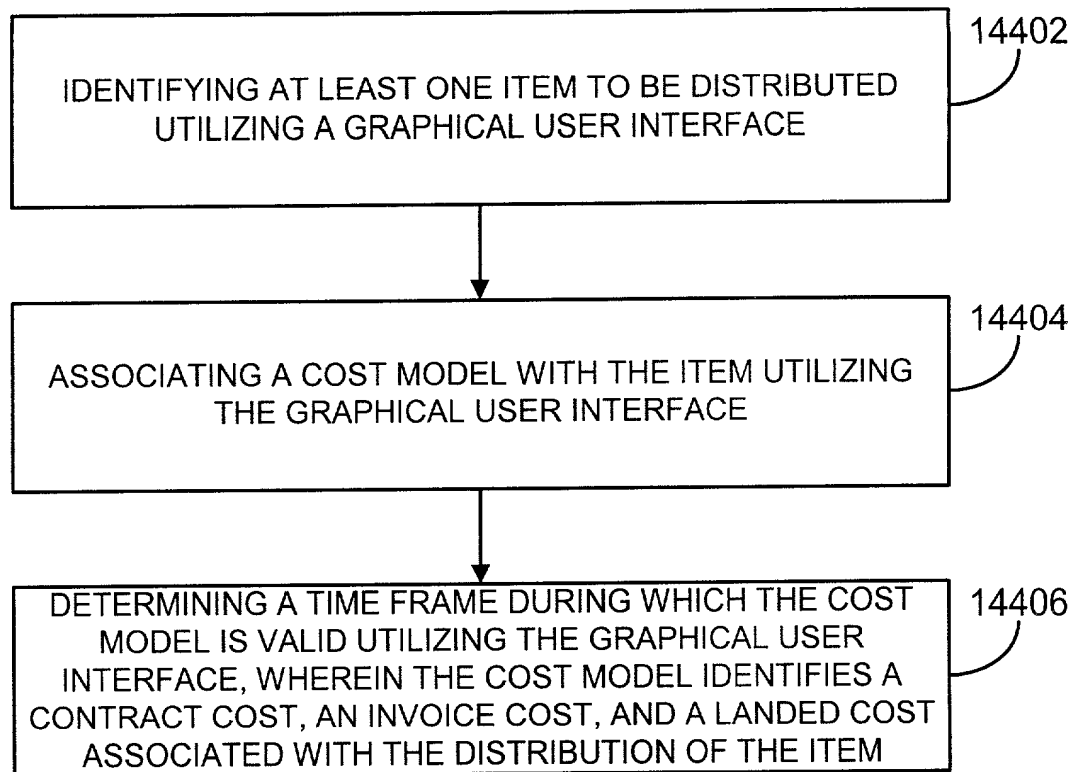 14402
IDENTIFYING AT LEAST ONE ITEM TO BE DISTRIBUTED
UTILIZING A GRAPHICAL USER INTERFACE
14404
ASSOCIATING A COST MODEL WITH THE ITEM UTILIZING
THE GRAPHICAL USER INTERFACE
14406
DETERMINING A TIME FRAME DURING WHICH THE COST
MODEL IS VALID UTILIZING THE GRAPHICAL USER
INTERFACE, WHEREIN THE COST MODEL IDENTIFIES A
CONTRACT COST, AN INVOICE COST, AND A LANDED COST
ASSOCIATED WITH THE DISTRIBUTION OF THE ITEM